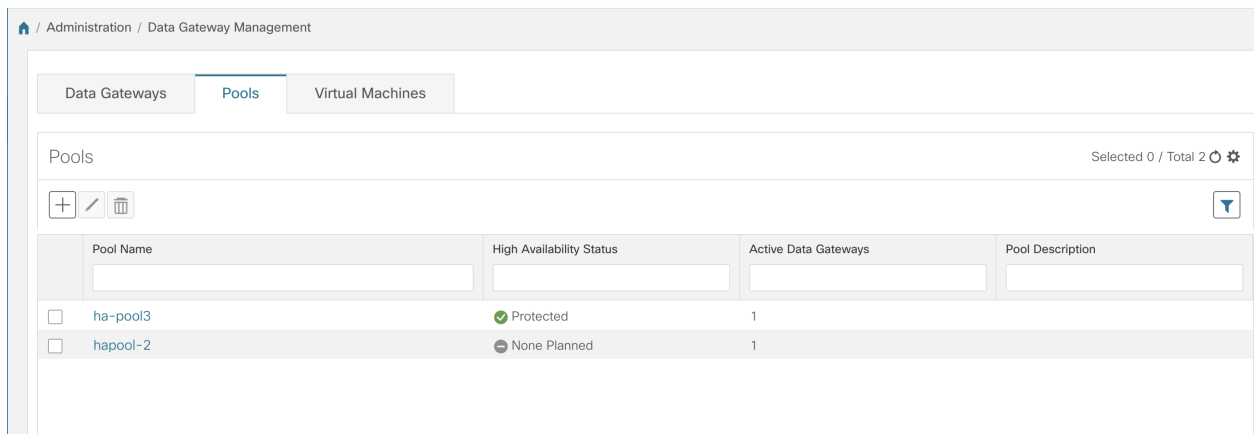 / Administration / Data Gateway Management
Data Gateways Pools Virtual Machines
Pools Selected 0 / Total 2
Pool Name High Availability Status Active Data Gateways Pool Description
ha-pool3 Protected 1
hapool-2 None Planned 1